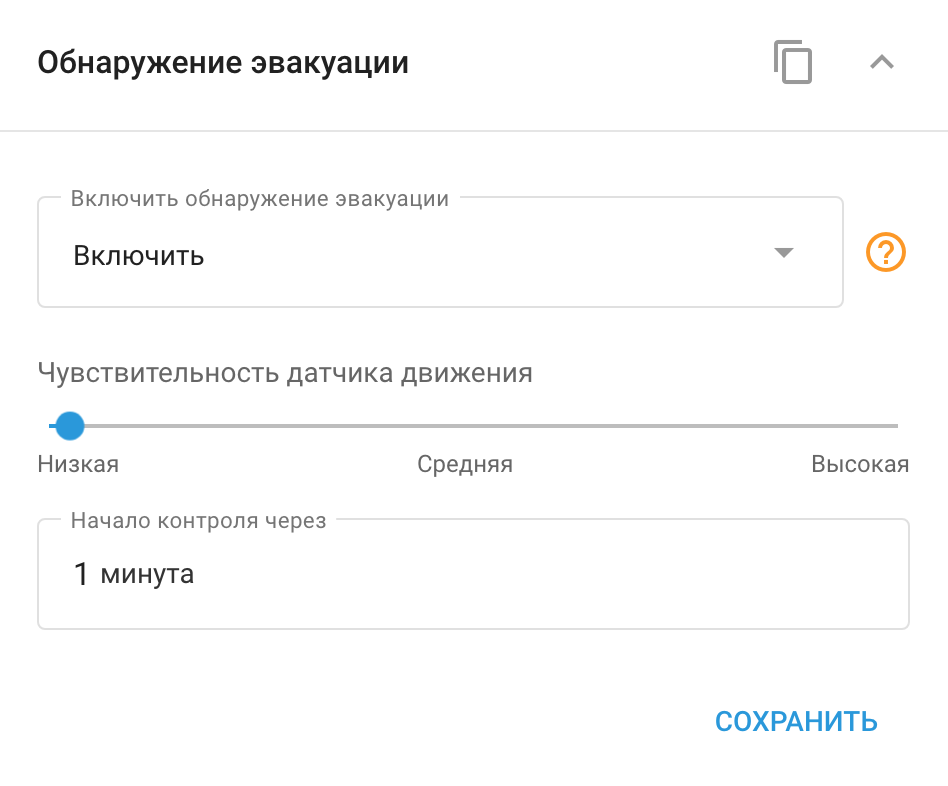 Обнаружение эвакуации
Включить обнаружение эвакуации
Включить
?
Чувствительность датчика движения
Низкая Средняя Высокая
Начало контроля через
1 минута
СОХРАНИТЬ